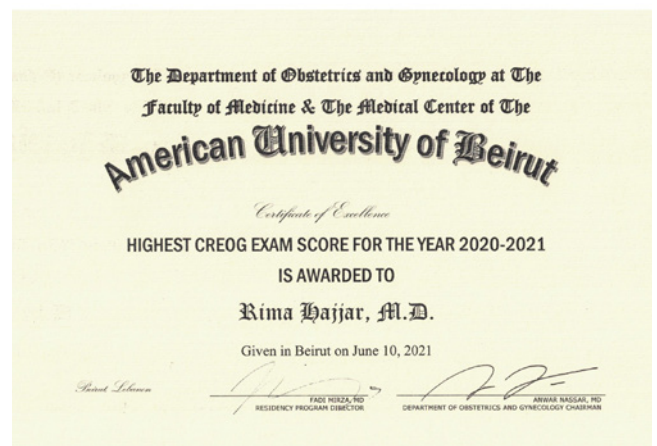 The Department of Obstetrics and Gynecology at The
Faculty of Medicine & The Medical Center of The
American University of Beirut
Certificate of Excellence
HIGHEST CREOG EXAM SCORE FOR THE YEAR 2020-2021
IS AWARDED TO
Rima Hajjar, M.D.
Given in Beirut on June 10, 2021
Beirut Lebanon
FADI MIRZA, MD
RESIDENCY PROGRAM DIRECTOR
ANWAR NASSAR, MD
DEPARTMENT OF OBSTETRICS AND GYNECOLOGY CHAIRMAN